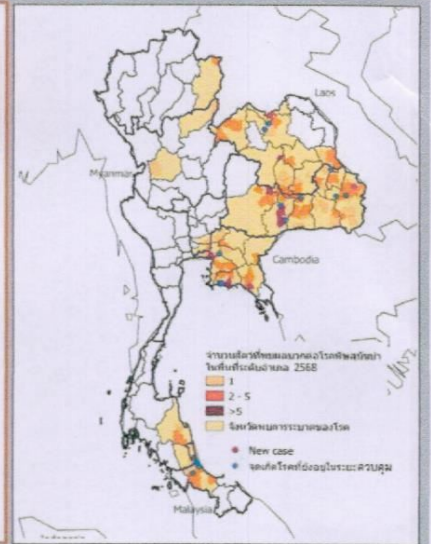 Laos
Myanmar
Cambodia
จำนวนสัตว์ที่พบผลบวกต่อโรคพิษสุนัขบ้า
ในพื้นที่ระดับอำเภอ 2568
1
2 - 5
>5
จังหวัดพบการระบาดของโรค
New case
จุดเกิดโรคที่ยังอยู่ในระยะควบคุม
Malaysia